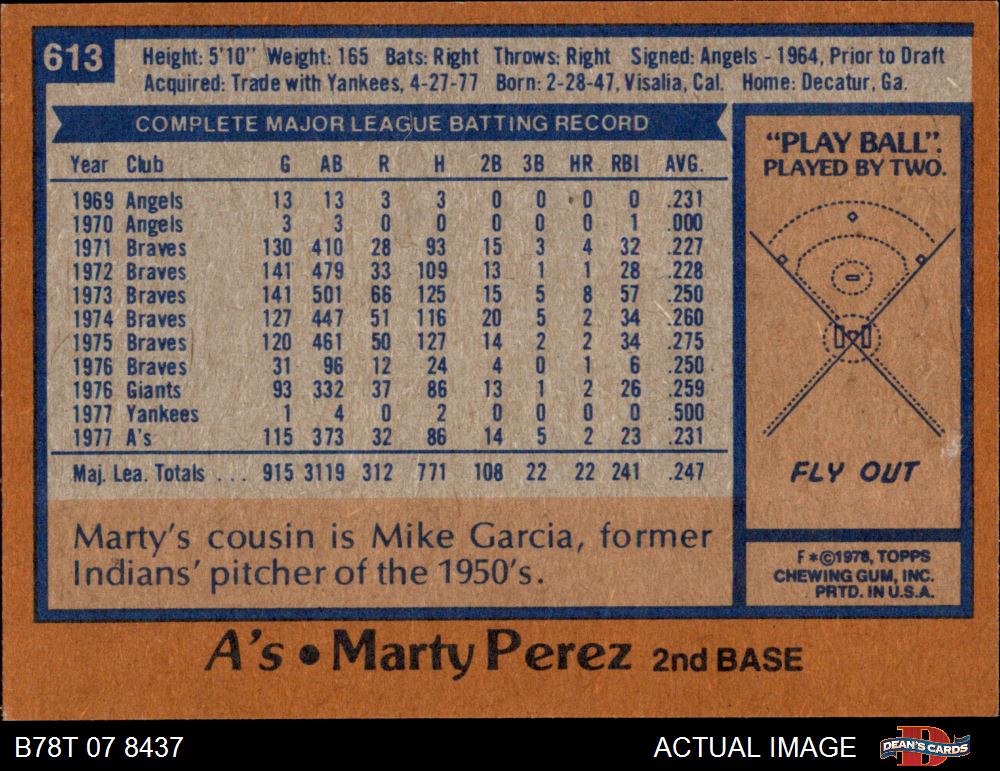 613
Height: 5'10" Weight: 165 Bats: Right Throws: Right Signed: Angels - 1964, Prior to Draft
Acquired: Trade with Yankees, 4-27-77 Born: 2-28-47, Visalia, Cal. Home: Decatur, Ga.
COMPLETE MAJOR LEAGUE BATTING RECORD
Year Club G AB R H 2B 3B HR RBI AVG.
1969 Angels 13 13 3 3 0 0 0 0 .231
1970 Angels 3 3 0 0 0 0 0 1 .000
1971 Braves 130 410 28 93 15 3 4 32 .227
1972 Braves 141 479 33 109 13 1 1 28 .228
1973 Braves 141 501 66 125 15 5 8 57 .250
1974 Braves 127 447 51 116 20 5 2 34 .260
1975 Braves 120 461 50 127 14 2 2 34 .275
1976 Braves 31 96 12 24 4 0 1 6 .250
1976 Giants 93 332 37 86 13 1 2 26 .259
1977 Yankees 1 4 0 2 0 0 0 0 .500
1977 A's 115 373 32 86 14 5 2 23 .231
Maj. Lea. Totals ... 915 3119 312 771 108 22 22 241 .247
Marty's cousin is Mike Garcia, former
Indians' pitcher of the 1950's.
"PLAY BALL".
PLAYED BY TWO.
FLY OUT
F*©1978, TOPPS
CHEWING GUM, INC.
PRTD. IN U.S.A.
A's • Marty Perez 2nd BASE
B78T 07 8437
ACTUAL IMAGE
D
DEAN'S CARDS